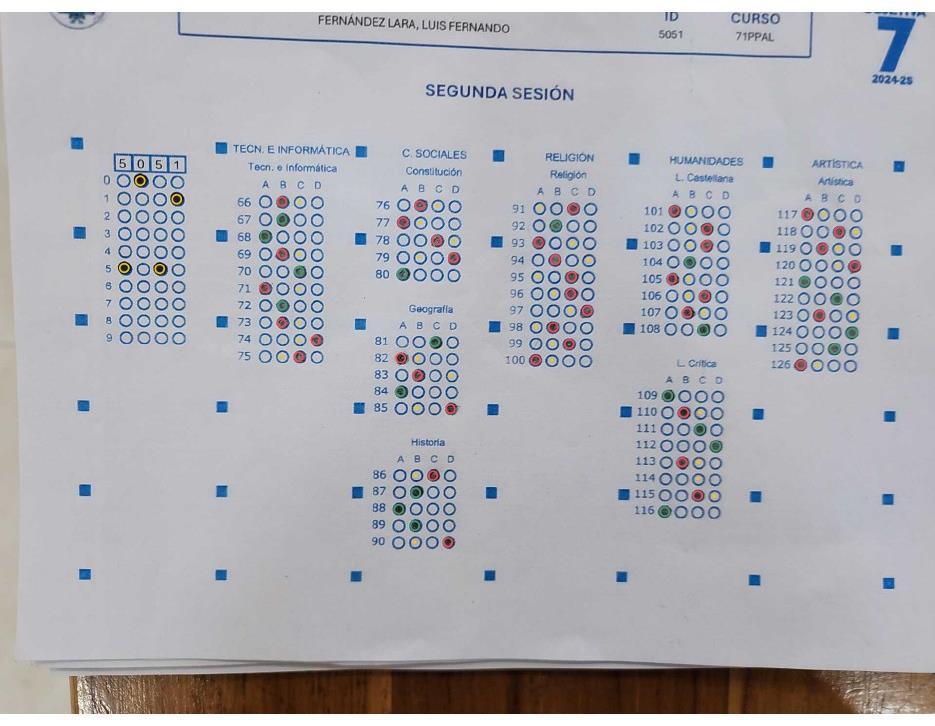 ID CURSO
FERNÁNDEZ LARA, LUIS FERNANDO 5051 71PPAL
7
2024-25
SEGUNDA SESIÓN
5 0 5 1
0
1
2
3
4
5
6
7
8
9
TECN. E INFORMÁTICA
Tecn. e Informática
A B C D
66
67
68
69
70
71
72
73
74
75
C. SOCIALES
Constitución
A B C D
76
77
78
79
80
Geografía
A B C D
81
82
83
84
85
Historia
A B C D
86
87
88
89
90
RELIGIÓN
Religión
A B C D
91
92
93
94
95
96
97
98
99
100
HUMANIDADES
L. Castellana
A B C D
101
102
103
104
105
106
107
108
L. Crítica
A B C D
109
110
111
112
113
114
115
116
ARTÍSTICA
Artística
A B C D
117
118
119
120
121
122
123
124
125
126